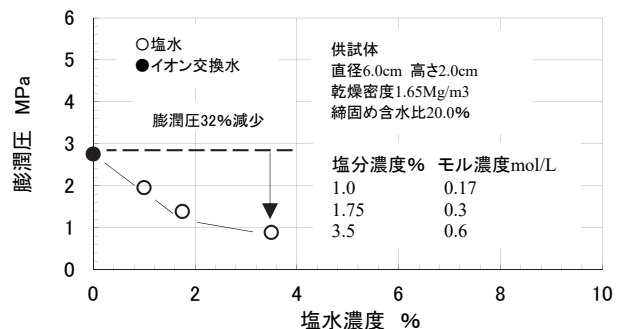 膨潤圧 MPa
6
5
4
3
2
1
0
塩水
イオン交換水
膨潤圧32%減少
供試体
直径6.0cm 高さ2.0cm
乾燥密度1.65Mg/m3
締固め含水比20.0%
塩分濃度% モル濃度mol/L
1.0 0.17
1.75 0.3
3.5 0.6
0 2 4 6 8 10
塩水濃度 %